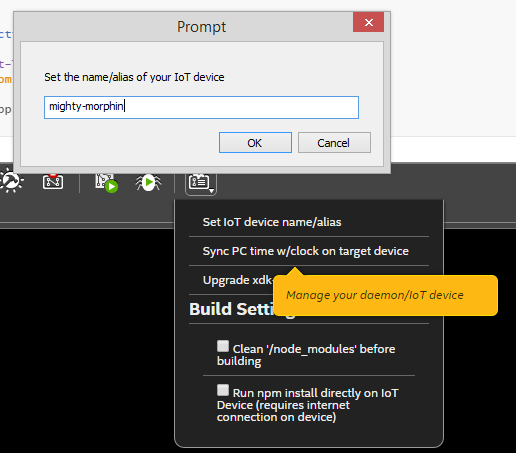 Prompt
Set the name/alias of your IoT device
mighty-morphin
OK Cancel
Set IoT device name/alias
Sync PC time w/clock on target device
Upgrade xdk-
Manage your daemon/IoT device
Build Setting
Clean '/node_modules' before
building
Run npm install directly on IoT
Device (requires internet
connection on device)